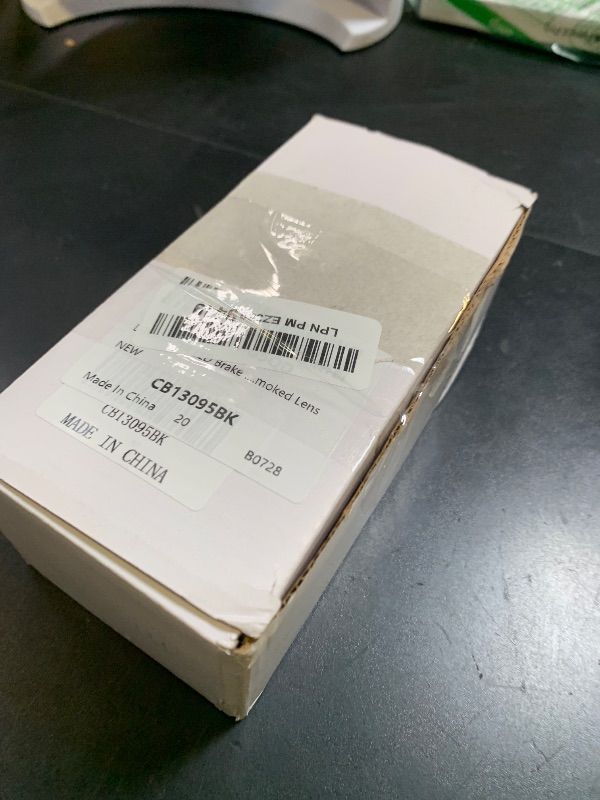 LPN PM
NEW Brake moked Lens
CB13095BK
Made In China 20
B0728
CB13095BK
MADE IN CHINA